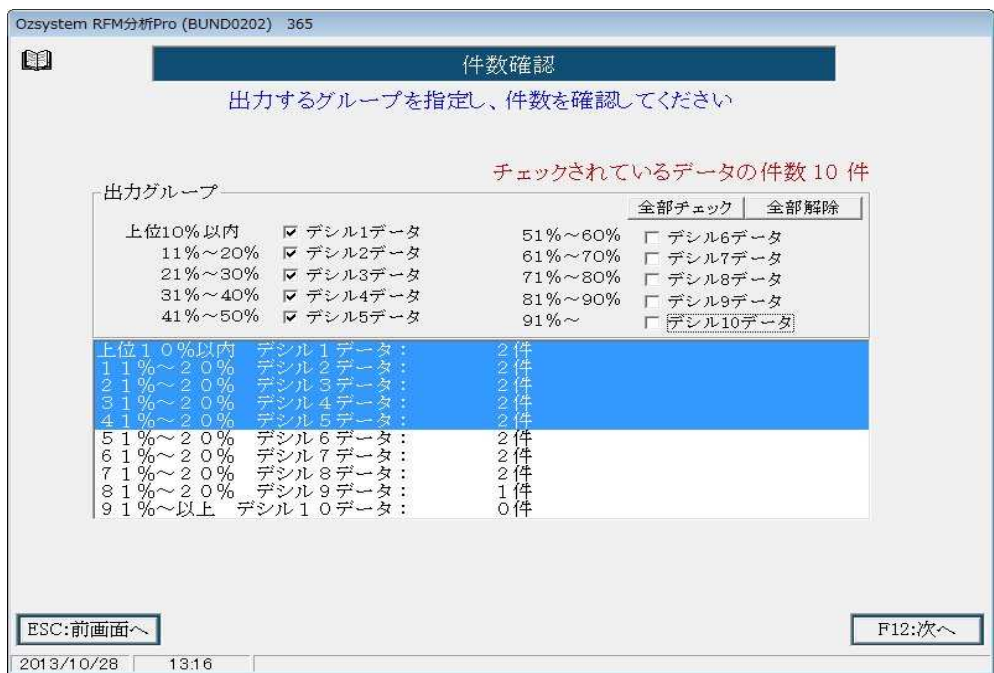 Ozsystem RFM分析Pro (BUND0202) 365
件数確認
出力するグループを指定し、件数を確認してください
チェックされているデータの件数 10 件
出力グループ
全部チェック 全部解除
上位10%以内 デシル1データ 51%～60% デシル6データ
11%～20% デシル2データ 61%～70% デシル7データ
21%～30% デシル3データ 71%～80% デシル8データ
31%～40% デシル4データ 81%～90% デシル9データ
41%～50% デシル5データ 91%～ デシル10データ
上位１０％以内 デシル１データ： ２件
１１％～２０％ デシル２データ： ２件
２１％～２０％ デシル３データ： ２件
３１％～２０％ デシル４データ： ２件
４１％～２０％ デシル５データ： ２件
５１％～２０％ デシル６データ： ２件
６１％～２０％ デシル７データ： ２件
７１％～２０％ デシル８データ： ２件
８１％～２０％ デシル９データ： １件
９１％～以上 デシル１０データ： ０件
ESC:前画面へ F12:次へ
2013/10/28 13:16